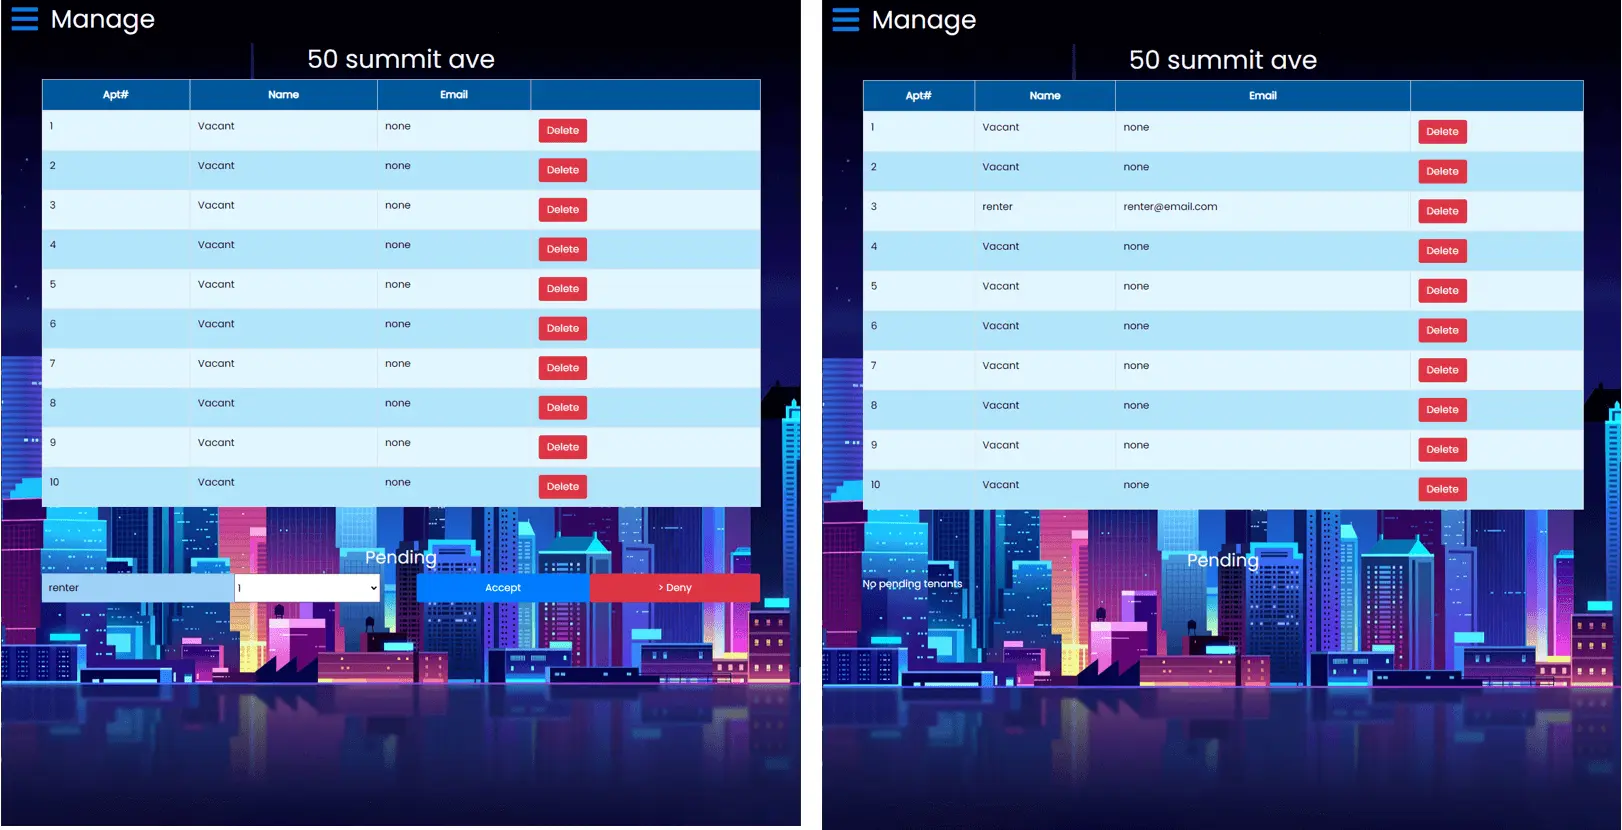 Manage
50 summit ave
Apt# Name Email
1 Vacant none Delete
2 Vacant none Delete
3 Vacant none Delete
4 Vacant none Delete
5 Vacant none Delete
6 Vacant none Delete
7 Vacant none Delete
8 Vacant none Delete
9 Vacant none Delete
10 Vacant none Delete
Pending
renter 1 Accept > Deny
Manage
50 summit ave
Apt# Name Email
1 Vacant none Delete
2 Vacant none Delete
3 renter renter@email.com Delete
4 Vacant none Delete
5 Vacant none Delete
6 Vacant none Delete
7 Vacant none Delete
8 Vacant none Delete
9 Vacant none Delete
10 Vacant none Delete
Pending
No pending tenants